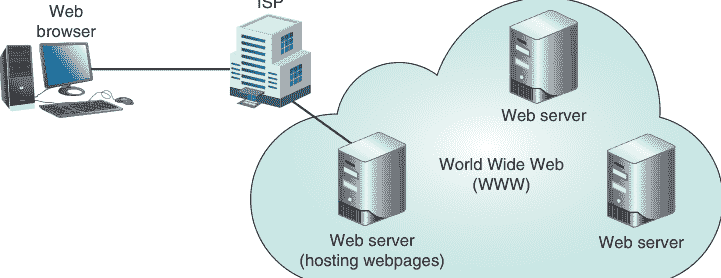 Web
browser
ISP
Web server
World Wide Web
(WWW)
Web server
(hosting webpages)
Web server